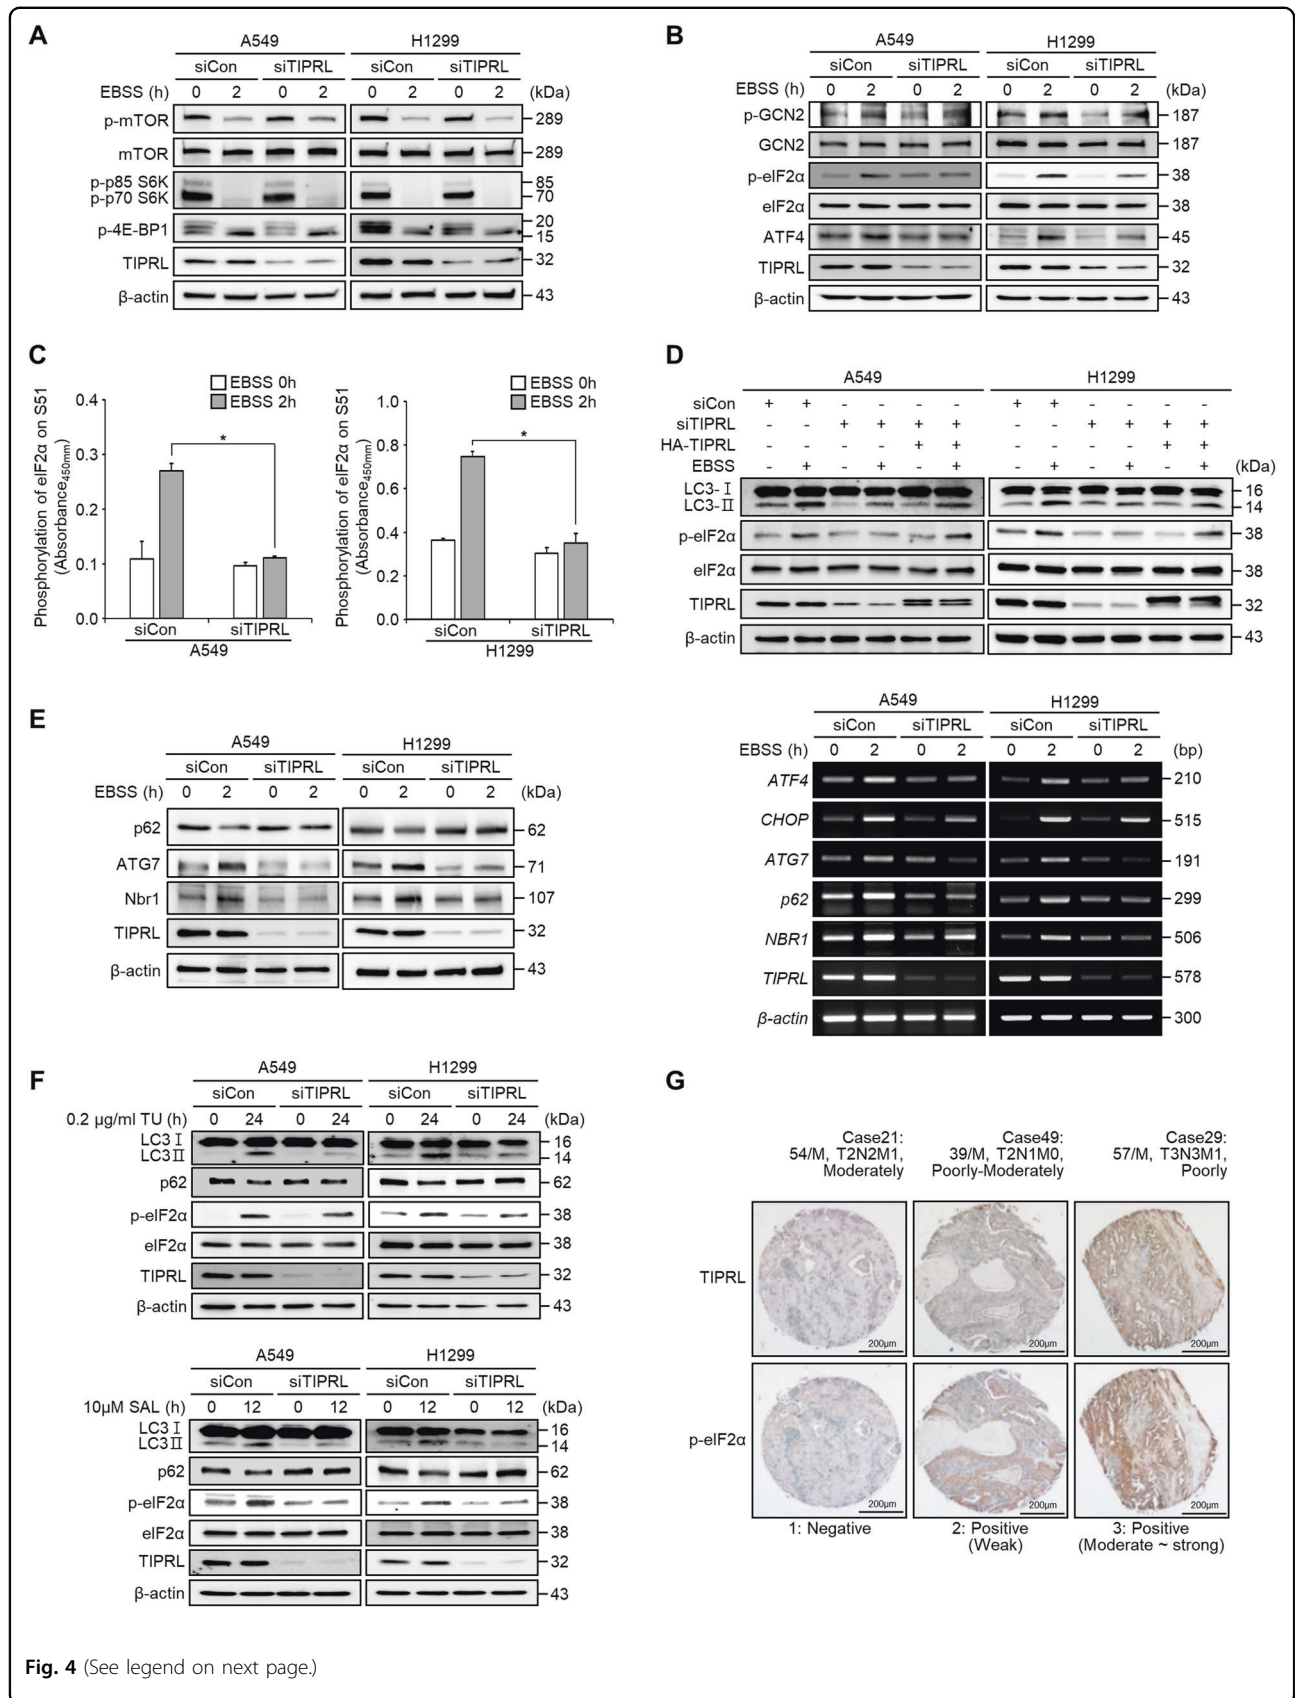 A
A549 H1299
siCon siTIPRL siCon siTIPRL
EBSS (h) 0 2 0 2 0 2 0 2 (kDa)
p-mTOR 289
mTOR 289
p-p85 S6K 85
p-p70 S6K 70
p-4E-BP1 20
15
TIPRL 32
β-actin 43
B
A549 H1299
siCon siTIPRL siCon siTIPRL
EBSS (h) 0 2 0 2 0 2 0 2 (kDa)
p-GCN2 187
GCN2 187
p-eIF2α 38
eIF2α 38
ATF4 45
TIPRL 32
β-actin 43
C
Phosphorylation of eIF2α on S51
(Absorbance450mm)
EBSS 0h
EBSS 2h
0.4
0.3
0.2
0.1
0.0
*
siCon siTIPRL
A549
Phosphorylation of eIF2α on S51
(Absorbance450mm)
EBSS 0h
EBSS 2h
1.0
0.8
0.6
0.4
0.2
0.0
*
siCon siTIPRL
H1299
D
A549 H1299
siCon + + - - - - + + - - - -
siTIPRL - - + + + + - - + + + +
HA-TIPRL - - - - + + - - - - + +
EBSS - + - + - + - + - + - + (kDa)
LC3-Ⅰ 16
LC3-Ⅱ 14
p-eIF2α 38
eIF2α 38
TIPRL 32
β-actin 43
E
A549 H1299
siCon siTIPRL siCon siTIPRL
EBSS (h) 0 2 0 2 0 2 0 2 (kDa)
p62 62
ATG7 71
Nbr1 107
TIPRL 32
β-actin 43
A549 H1299
siCon siTIPRL siCon siTIPRL
EBSS (h) 0 2 0 2 0 2 0 2 (bp)
ATF4 210
CHOP 515
ATG7 191
p62 299
NBR1 506
TIPRL 578
β-actin 300
F
A549 H1299
siCon siTIPRL siCon siTIPRL
0.2 μg/ml TU (h) 0 24 0 24 0 24 0 24 (kDa)
LC3Ⅰ 16
LC3Ⅱ 14
p62 62
p-eIF2α 38
eIF2α 38
TIPRL 32
β-actin 43
A549 H1299
siCon siTIPRL siCon siTIPRL
10μM SAL (h) 0 12 0 12 0 12 0 12 (kDa)
LC3Ⅰ 16
LC3Ⅱ 14
p62 62
p-eIF2α 38
eIF2α 38
TIPRL 32
β-actin 43
G
Case21: Case49: Case29:
54/M, T2N2M1, 39/M, T2N1M0, 57/M, T3N3M1,
Moderately Poorly-Moderately Poorly
TIPRL
200μm 200μm 200μm
p-eIF2α
200μm 200μm 200μm
1: Negative 2: Positive 3: Positive
(Weak) (Moderate ~ strong)
Fig. 4 (See legend on next page.)